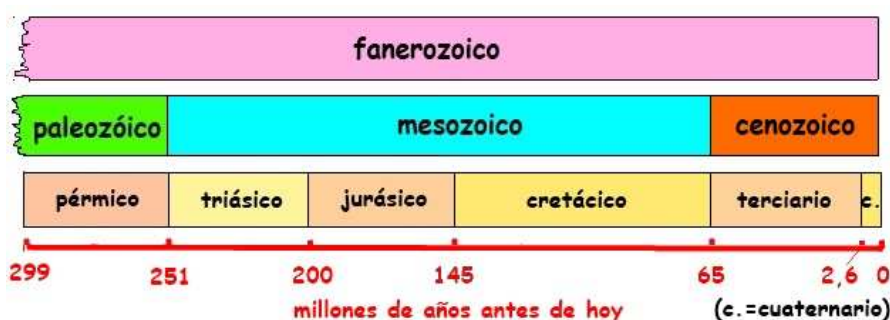 fanerozoico
paleozóico mesozoico cenozoico
pérmico triásico jurásico cretácico terciario c.
299 251 200 145 65 2,6 0
millones de años antes de hoy (c.=cuaternario)